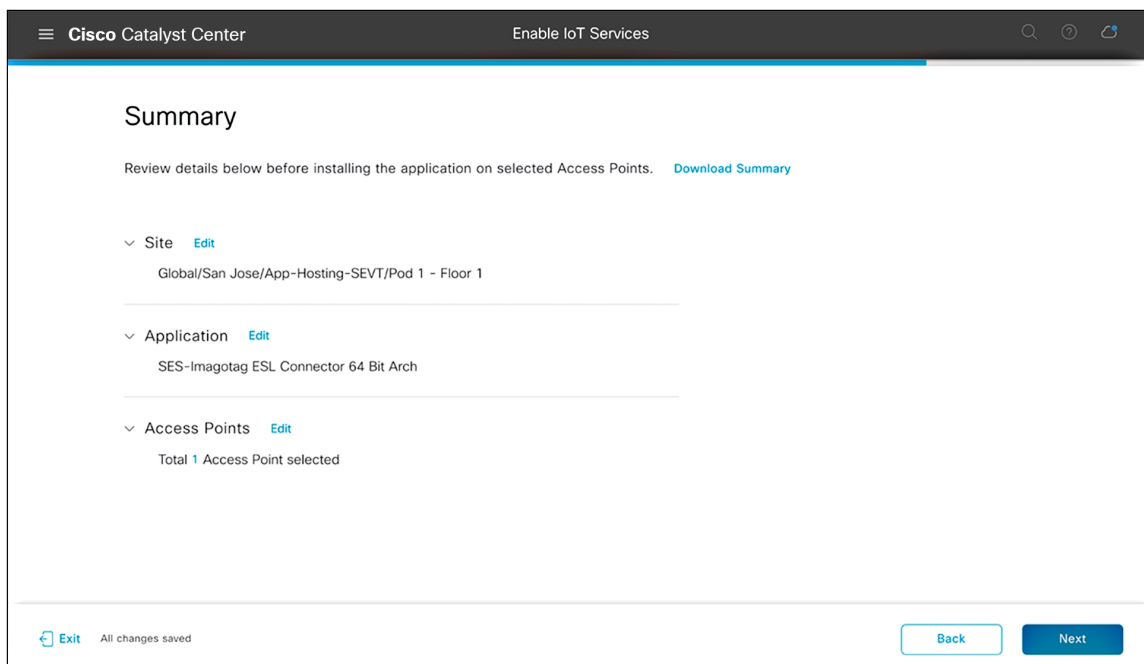 Cisco Catalyst Center
Enable IoT Services
Summary
Review details below before installing the application on selected Access Points. Download Summary
Site Edit
Global/San Jose/App-Hosting-SEVT/Pod 1 - Floor 1
Application Edit
SES-Imagotag ESL Connector 64 Bit Arch
Access Points Edit
Total 1 Access Point selected
Exit All changes saved Back Next